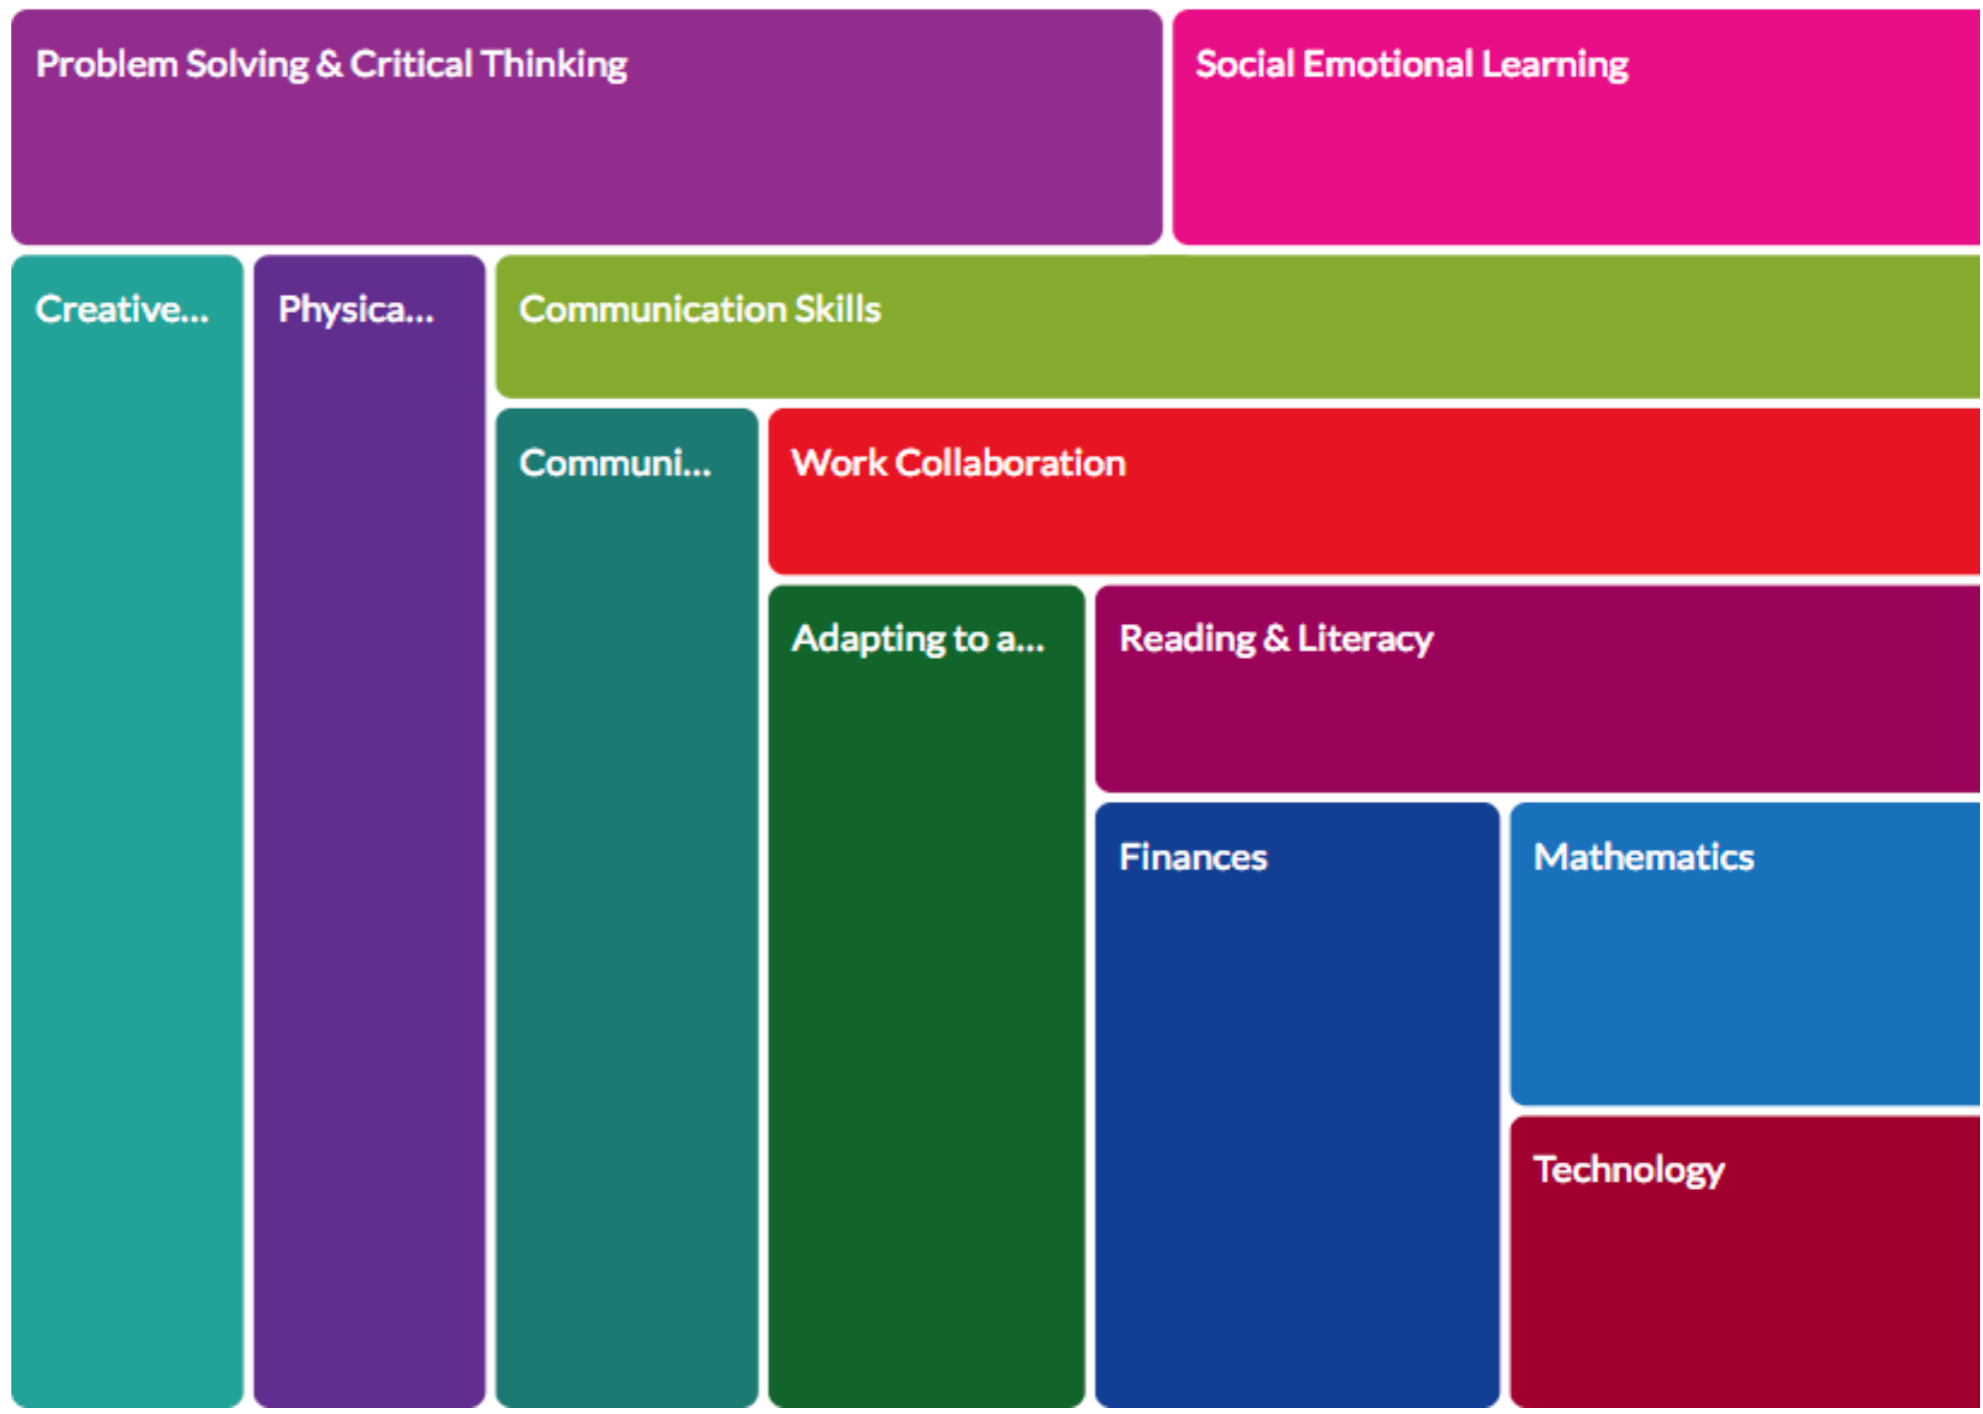 Problem Solving & Critical Thinking
Social Emotional Learning
Creative...
Physica...
Communication Skills
Communi...
Work Collaboration
Adapting to a...
Reading & Literacy
Finances
Mathematics
Technology